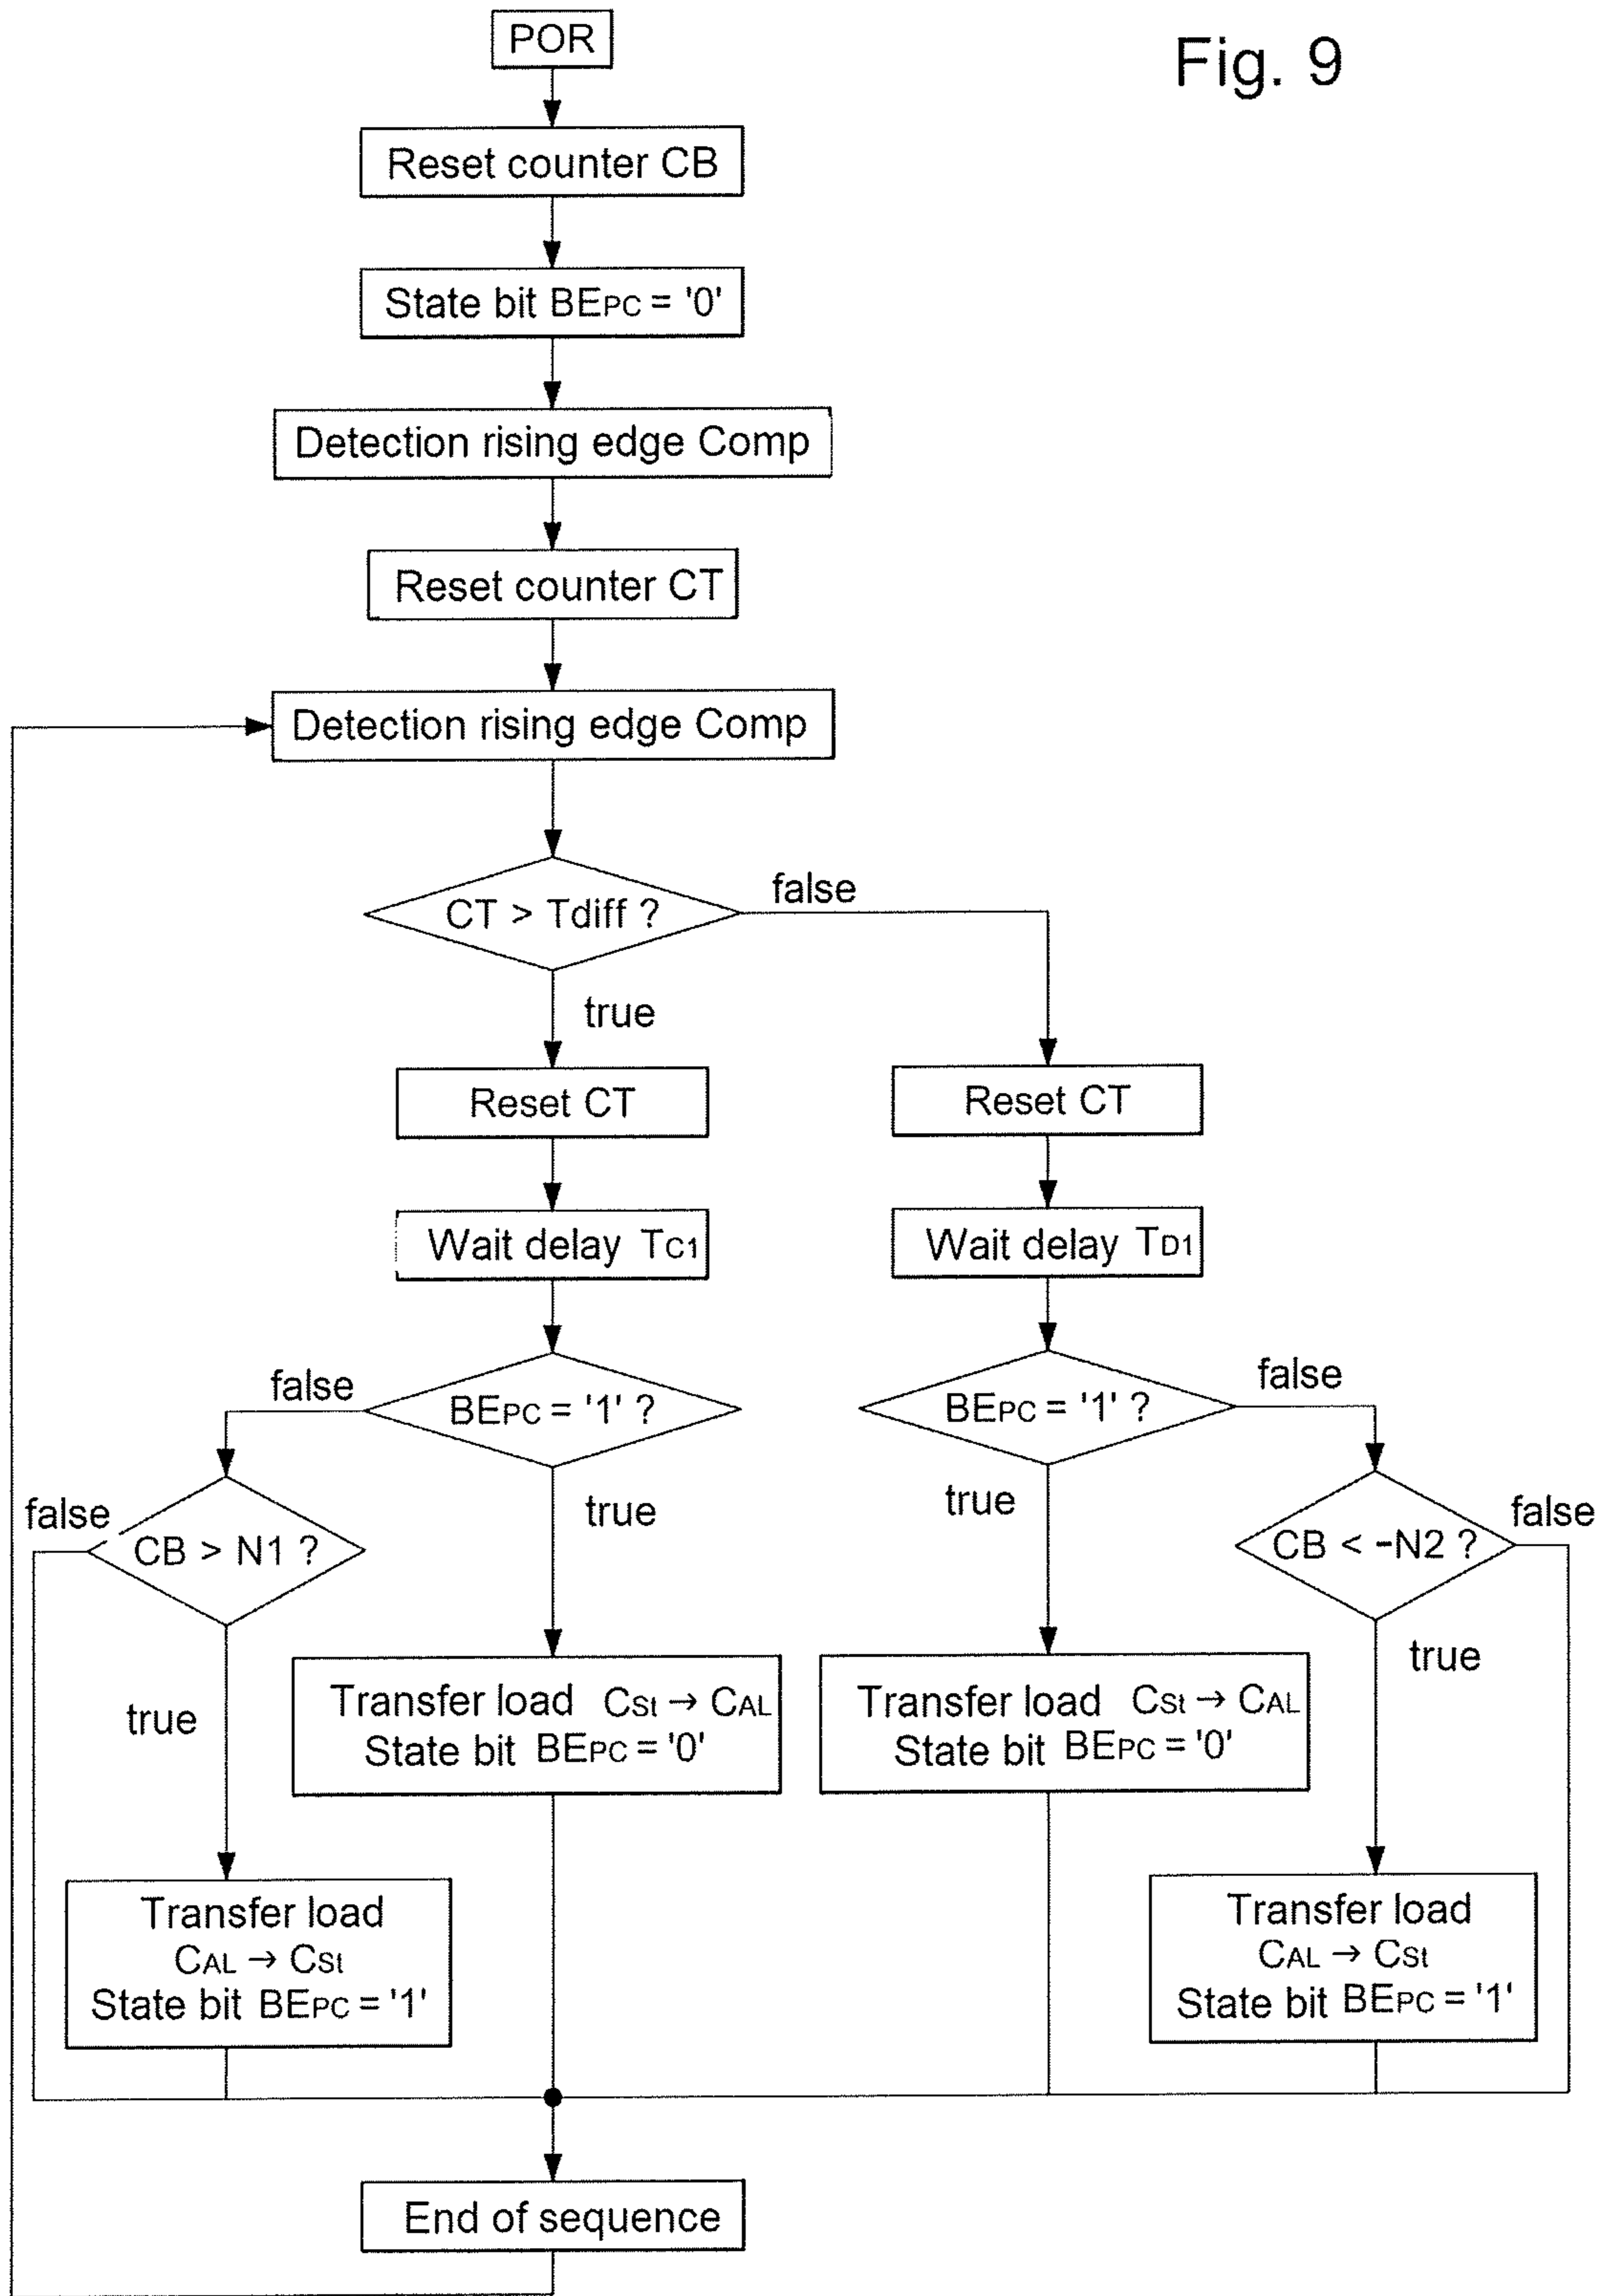 Fig. 9
POR
Reset counter CB
State bit BEPC = '0'
Detection rising edge Comp
Reset counter CT
Detection rising edge Comp
CT > Tdiff ?
false
true
Reset CT
Reset CT
Wait delay TC1
Wait delay TD1
false
BEPC = '1' ?
BEPC = '1' ?
false
true
true
false
CB > N1 ?
CB < -N2 ?
false
true
true
Transfer load CSt → CAL
State bit BEPC = '0'
Transfer load CSt → CAL
State bit BEPC = '0'
Transfer load
CAL → CSt
State bit BEPC = '1'
Transfer load
CAL → CSt
State bit BEPC = '1'
End of sequence